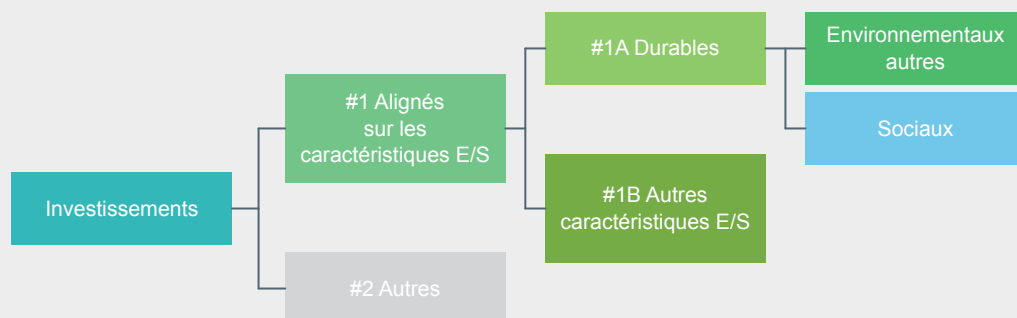 Investissements
#1 Alignés
sur les
caractéristiques E/S
#2 Autres
#1A Durables
#1B Autres
caractéristiques E/S
Environnementaux
autres
Sociaux